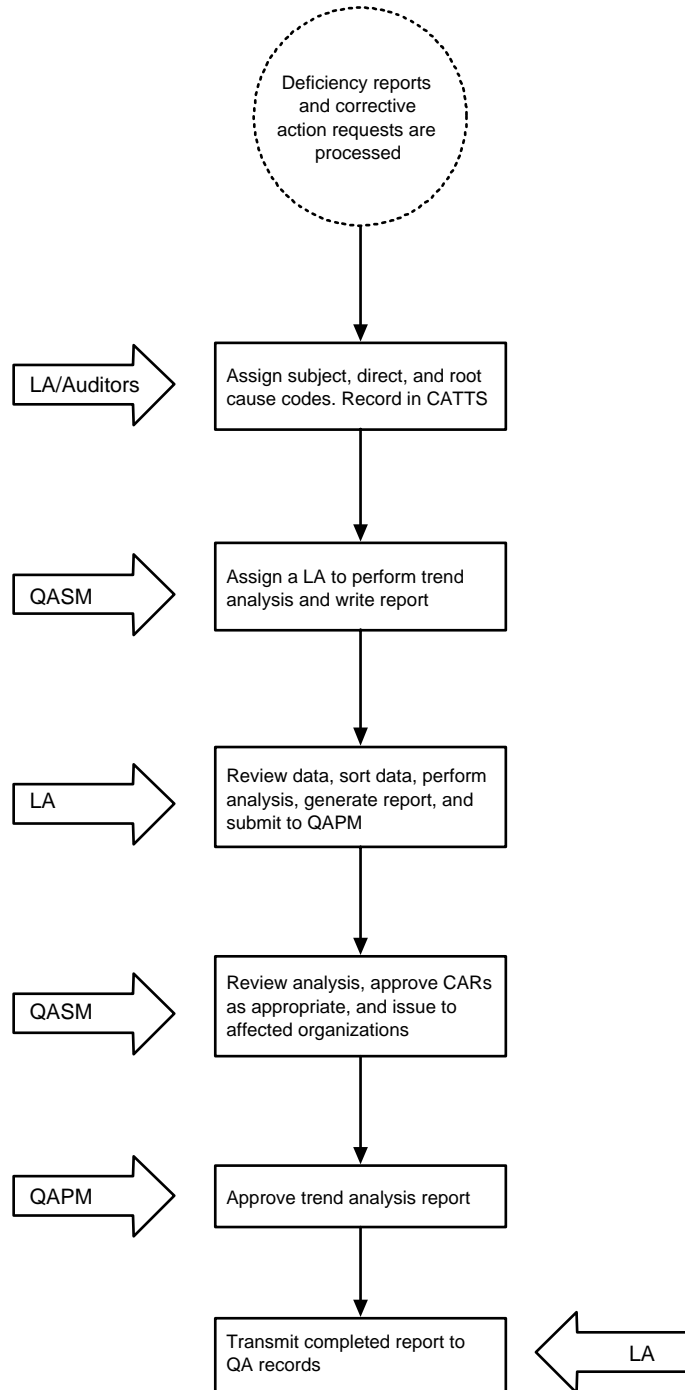 Deficiency reports
and corrective
action requests are
processed
LA/Auditors
Assign subject, direct, and root
cause codes. Record in CATTS
QASM
Assign a LA to perform trend
analysis and write report
LA
Review data, sort data, perform
analysis, generate report, and
submit to QAPM
QASM
Review analysis, approve CARs
as appropriate, and issue to
affected organizations
QAPM
Approve trend analysis report
Transmit completed report to
QA records
LA